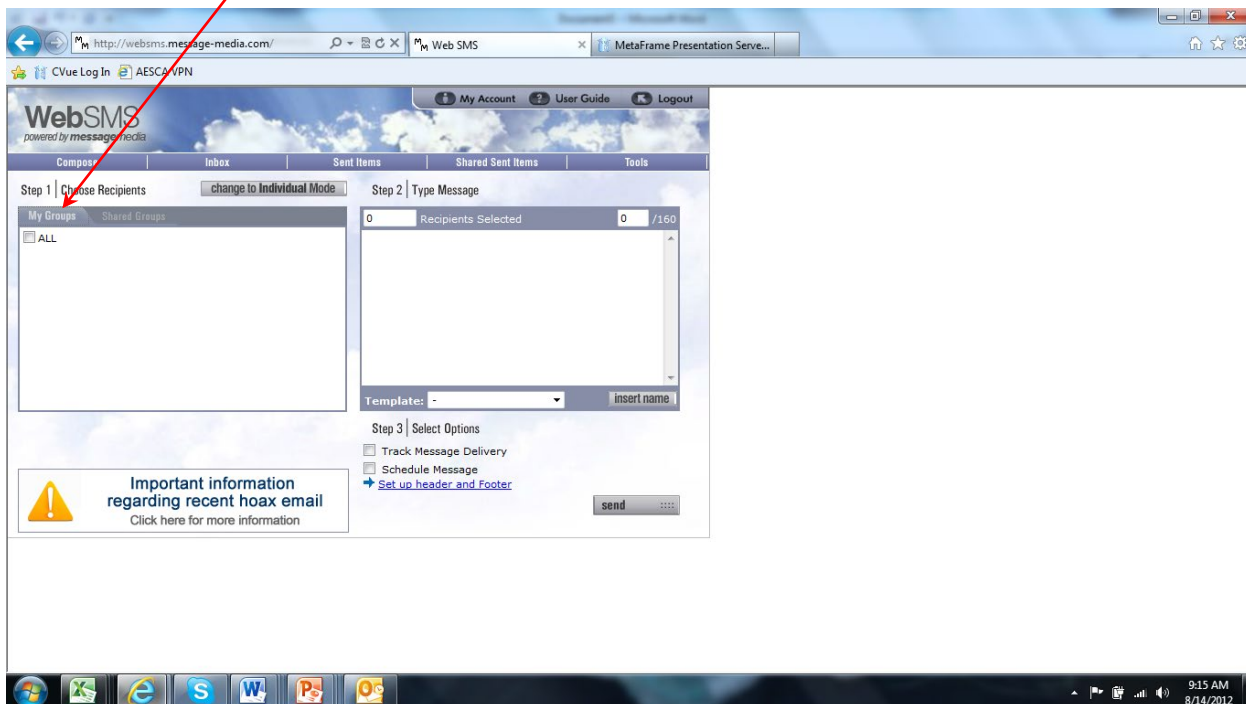 Document1 - Microsoft Word
http://websms.message-media.com/
Web SMS
MetaFrame Presentation Serve...
CVue Log In
AESCA VPN
My Account
User Guide
Logout
WebSMS
powered by messagemedia
Compose
Inbox
Sent Items
Shared Sent Items
Tools
Step 1 | Choose Recipients
change to Individual Mode
Step 2 | Type Message
My Groups
Shared Groups
0 Recipients Selected
0 /160
ALL
Template: -
insert name
Step 3 | Select Options
Track Message Delivery
Schedule Message
Set up header and Footer
send
Important information
regarding recent hoax email
Click here for more information
9:15 AM
8/14/2012